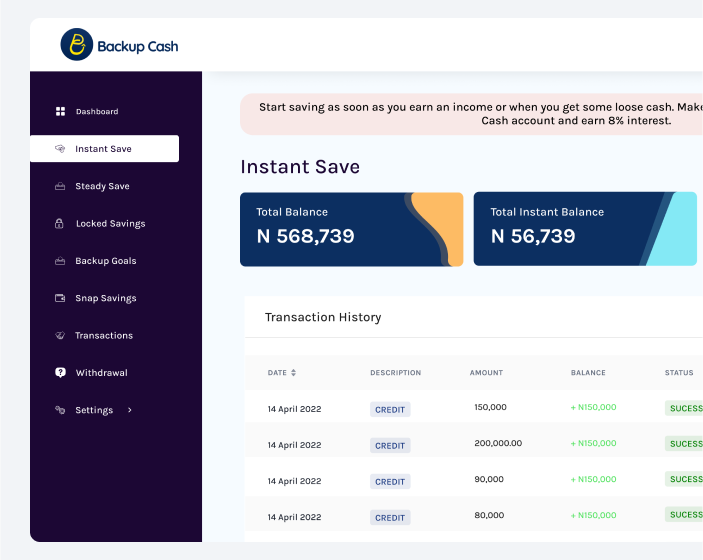 Backup Cash
Start saving as soon as you earn an income or when you get some loose cash. Make
Cash account and earn 8% interest.
Dashboard
Instant Save
Steady Save
Locked Savings
Backup Goals
Snap Savings
Transactions
Withdrawal
Settings
Instant Save
Total Balance
N 568,739
Total Instant Balance
N 56,739
Transaction History
DATE DESCRIPTION AMOUNT BALANCE STATUS
14 April 2022 CREDIT 150,000 + N150,000 SUCESS
14 April 2022 CREDIT 200,000.00 + N150,000 SUCESS
14 April 2022 CREDIT 90,000 + N150,000 SUCESS
14 April 2022 CREDIT 80,000 + N150,000 SUCESS